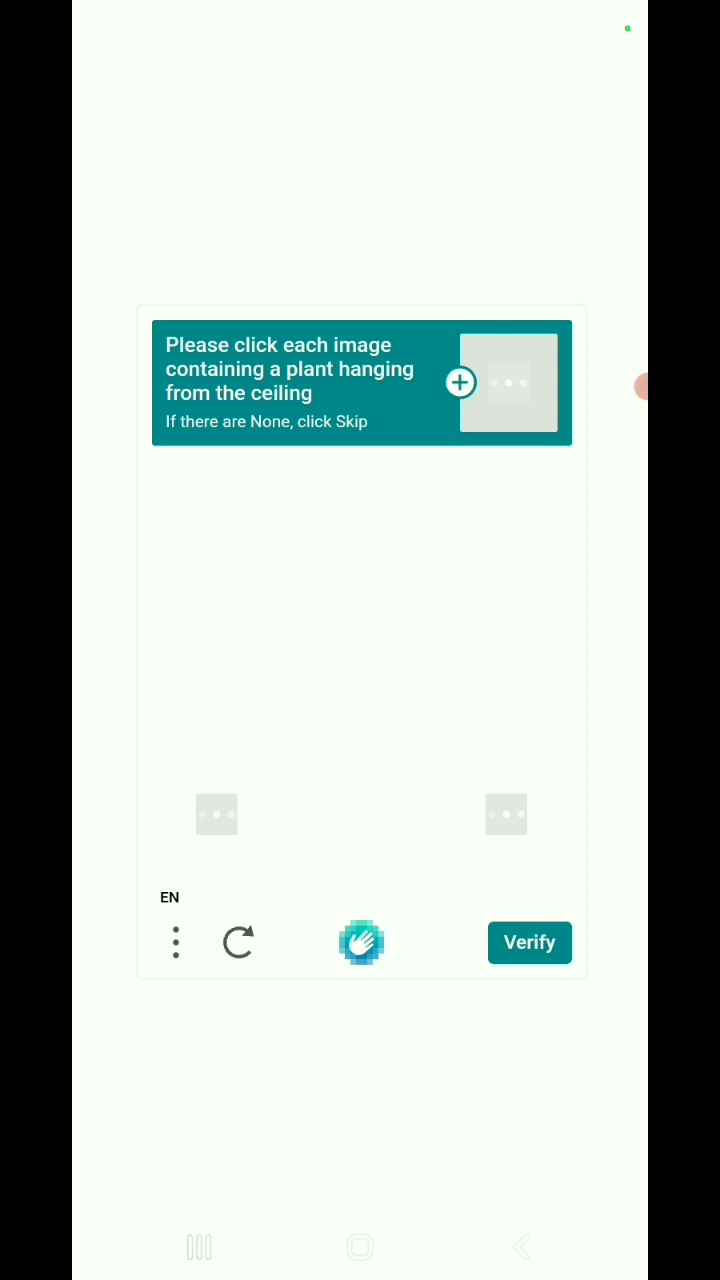 Please click each image
containing a plant hanging
from the ceiling
If there are None, click Skip
EN
Verify